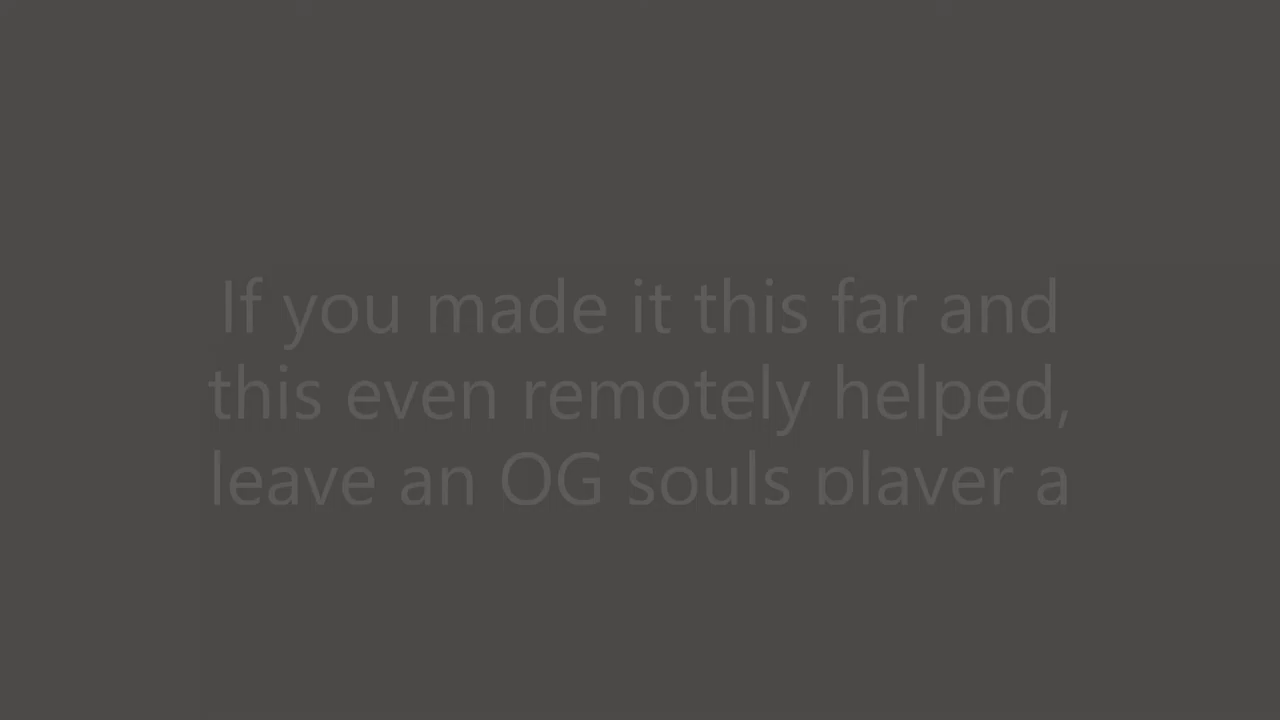 If you made it this far and
this even remotely helped,
leave an OG souls player a